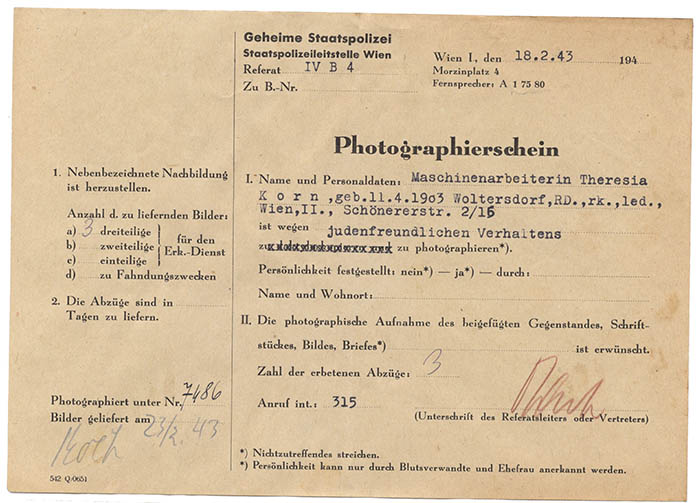 Geheime Staatspolizei
Staatspolizeileitstelle Wien
Referat IV B 4
Zu B.-Nr.
Wien I., den 18.2.43 194
Morzinplatz 4
Fernsprecher: A 1 75 80
Photographierschein
1. Nebenbezeichnete Nachbildung
ist herzustellen.
Anzahl d. zu liefernden Bilder:
a) 3 dreiteilige
b) zweiteilige
c) einteilige
für den
Erk.-Dienst
d) zu Fahndungszwecken
2. Die Abzüge sind in
Tagen zu liefern.
Photographiert unter Nr. 7486
Bilder geliefert am 23/2. 43
542 Q/0651
I. Name und Personaldaten: Maschinenarbeiterin Theresia
K o r n ,geb.11.4.1903 Woltersdorf,RD.,rk.,led.,
Wien,II., Schönererstr. 2/16
ist wegen judenfreundlichen Verhaltens
zu photographieren*).
Persönlichkeit festgestellt: nein*) — ja*) — durch:
Name und Wohnort:
II. Die photographische Aufnahme des beigefügten Gegenstandes, Schrift-
stückes, Bildes, Briefes*) ist erwünscht.
Zahl der erbetenen Abzüge: 3
Anruf int.: 315
(Unterschrift des Referatsleiters oder Vertreters)
*) Nichtzutreffendes streichen.
*) Persönlichkeit kann nur durch Blutsverwandte und Ehefrau anerkannt werden.